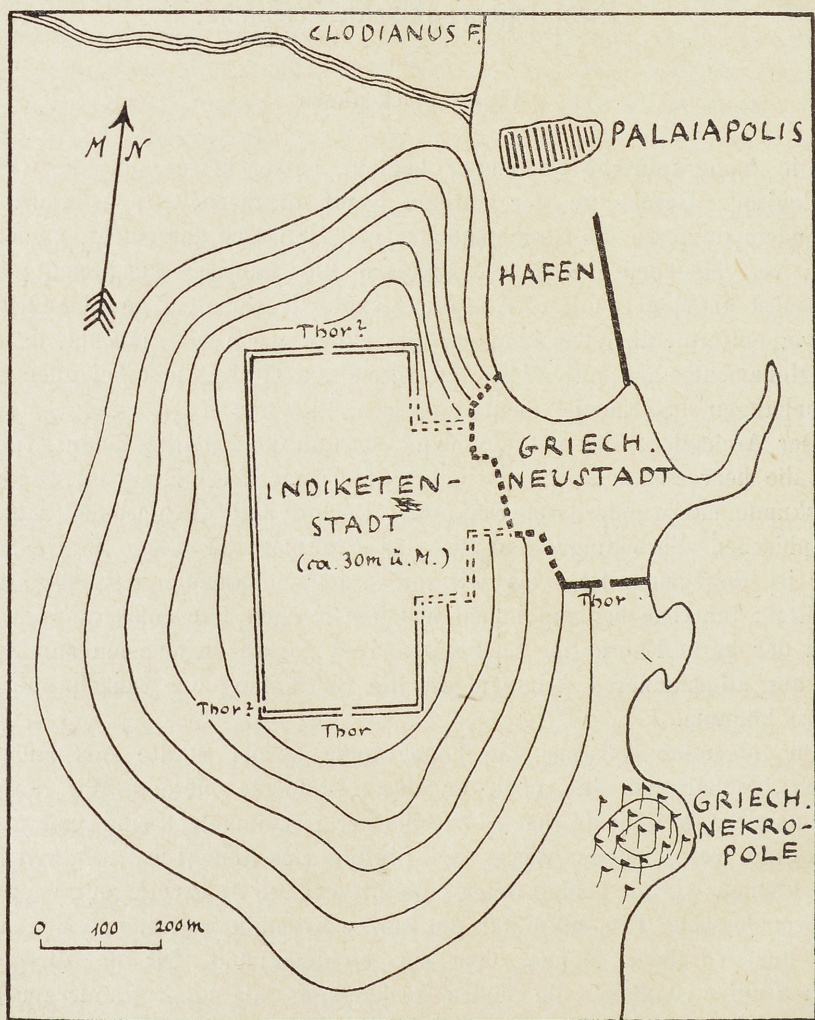 CLODIANUS F.
PALAIAPOLIS
M N
HAFEN
Thor?
GRIECH.
NEUSTADT
INDIKETEN-
STADT
(ca. 30m ü. M.)
Thor
Thor?
Thor
GRIECH.
NEKRO-
POLE
0 100 200m